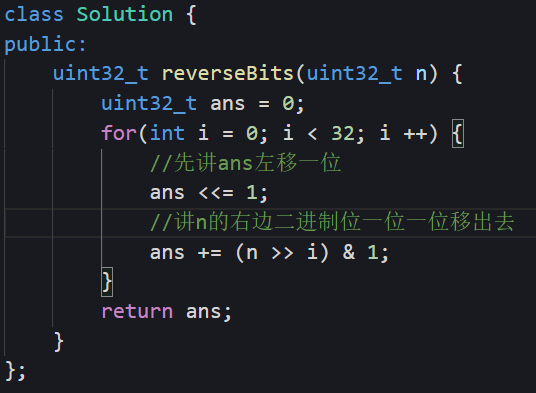 class Solution {
public:
    uint32_t reverseBits(uint32_t n) {
        uint32_t ans = 0;
        for(int i = 0; i < 32; i ++) {
            //先讲ans左移一位
            ans <<= 1;
            //讲n的右边二进制位一位一位移出去
            ans += (n >> i) & 1;
        }
        return ans;
    }
};